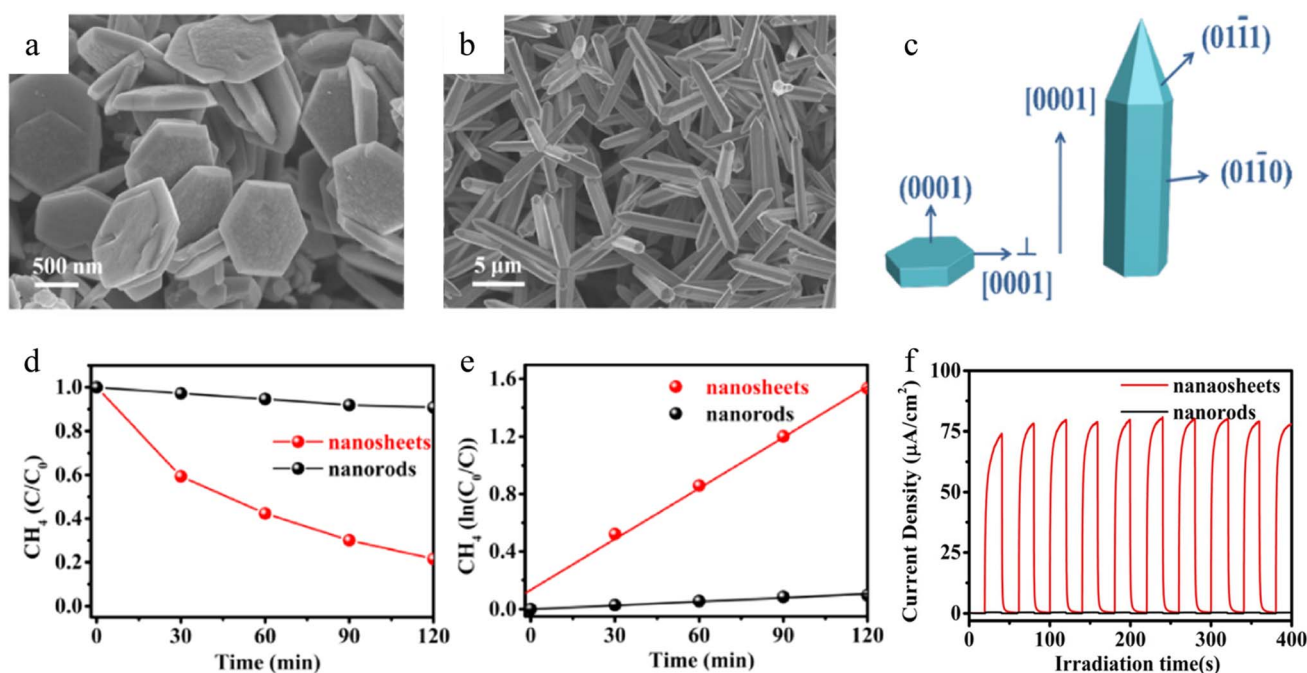 a
500 nm
b
5 μm
c
(011̄1)
[0001]
(011̄0)
(0001)
⊥
[0001]
d
CH₄ (C/C₀)
1.0
0.8
0.6
0.4
0.2
0.0
nanosheets
nanorods
0 30 60 90 120
Time (min)
e
CH₄ (ln(C₀/C)
1.6
1.2
0.8
0.4
0.0
nanosheets
nanorods
0 30 60 90 120
Time (min)
f
Current Density (μA/cm²)
100
75
50
25
0
nanaosheets
nanorods
0 100 200 300 400
Irradiation time(s)